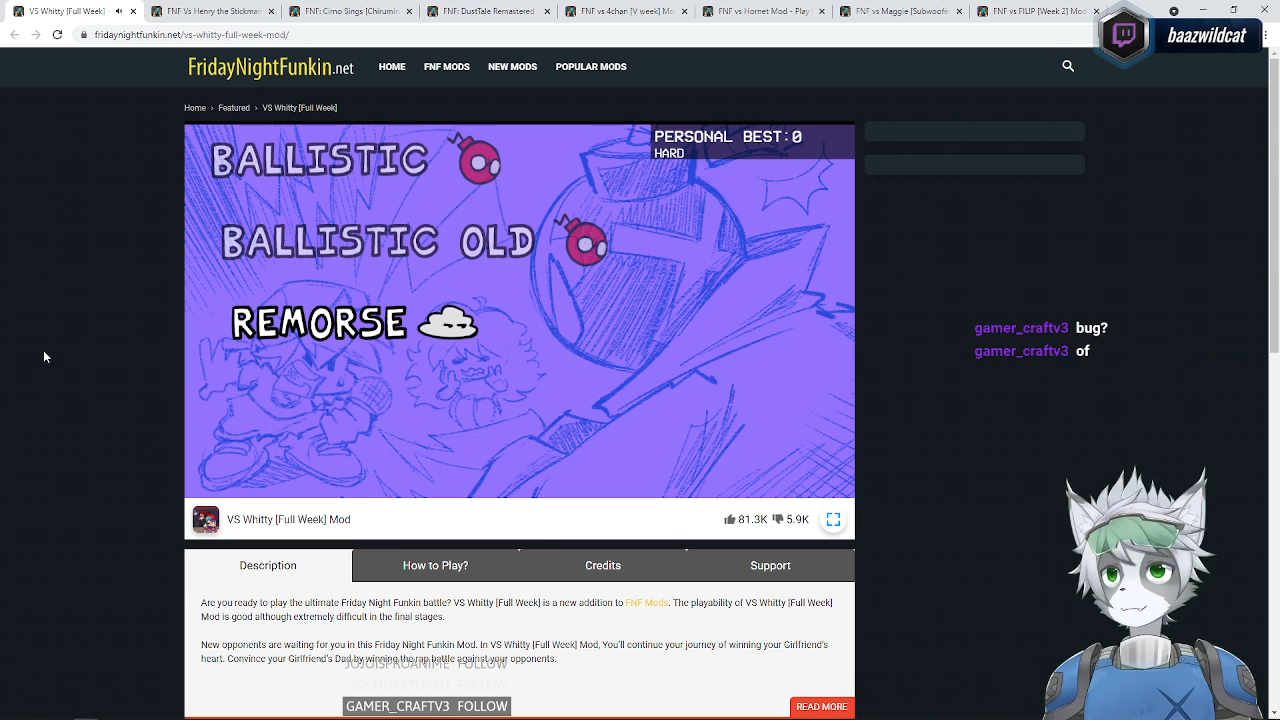 VS Whitty [Full Week] M
FNF Vs Henry the Stickman
FNF: Cimo Sings [Chirumir
FNF: Dustale Remastered
FNF vs 4chan [V week] Mo
FNF vs Hornet Mod - Play
FNF vs Maggie [Subwoofe
FNF vs FliP [Week 2] Mod
fridaynightfunkin.net/vs-whitty-full-week-mod/
baazwildcat
FridayNightFunkin.net
HOME
FNF MODS
NEW MODS
POPULAR MODS
Home › Featured › VS Whitty [Full Week]
PERSONAL BEST:0
HARD
BALLISTIC
BALLISTIC OLD
REMORSE
gamer_craftv3 bug?
gamer_craftv3 of
VS Whitty [Full Week] Mod
81.3K
5.9K
Description
How to Play?
Credits
Support
Are you ready to play the ultimate Friday Night Funkin battle? VS Whitty [Full Week] is a new addition to FNF Mods. The playability of VS Whitty [Full Week]
Mod is good although extremely difficult in the final stages.
New opponents are waiting for you in this Friday Night Funkin Mod. In VS Whitty [Full Week] Mod, You'll continue your journey of winning your Girlfriend's
heart. Convince your Girlfriend's Dad by winning the rap battle against your opponents.
GAMER_CRAFTV3 FOLLOW
READ MORE